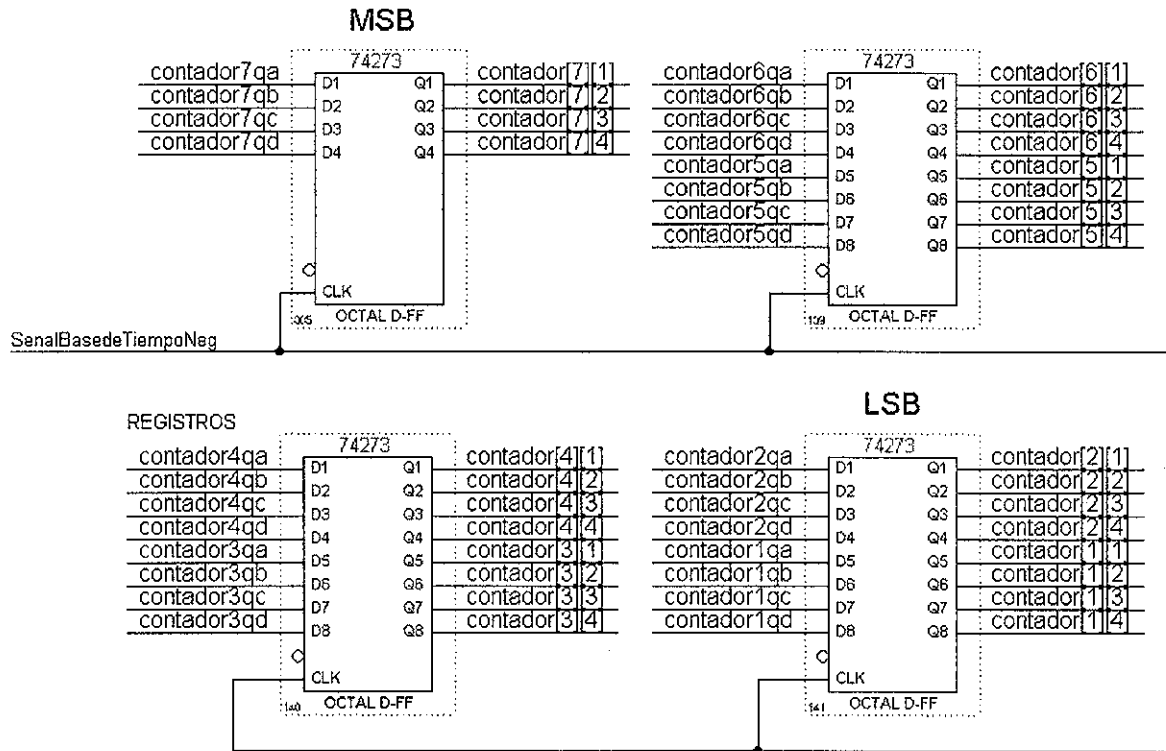 MSB
74273
contador7qa D1 Q1 contador[7][1]
contador7qb D2 Q2 contador[7][2]
contador7qc D3 Q3 contador[7][3]
contador7qd D4 Q4 contador[7][4]
CLK
OCTAL D-FF
74273
contador6qa D1 Q1 contador[6][1]
contador6qb D2 Q2 contador[6][2]
contador6qc D3 Q3 contador[6][3]
contador6qd D4 Q4 contador[6][4]
contador5qa D5 Q5 contador[5][1]
contador5qb D6 Q6 contador[5][2]
contador5qc D7 Q7 contador[5][3]
contador5qd D8 Q8 contador[5][4]
CLK
139 OCTAL D-FF
SenalBasedeTiempoNeg
REGISTROS
74273
contador4qa D1 Q1 contador[4][1]
contador4qb D2 Q2 contador[4][2]
contador4qc D3 Q3 contador[4][3]
contador4qd D4 Q4 contador[4][4]
contador3qa D5 Q5 contador[3][1]
contador3qb D6 Q6 contador[3][2]
contador3qc D7 Q7 contador[3][3]
contador3qd D8 Q8 contador[3][4]
CLK
140 OCTAL D-FF
LSB
74273
contador2qa D1 Q1 contador[2][1]
contador2qb D2 Q2 contador[2][2]
contador2qc D3 Q3 contador[2][3]
contador2qd D4 Q4 contador[2][4]
contador1qa D5 Q5 contador[1][1]
contador1qb D6 Q6 contador[1][2]
contador1qc D7 Q7 contador[1][3]
contador1qd D8 Q8 contador[1][4]
CLK
141 OCTAL D-FF